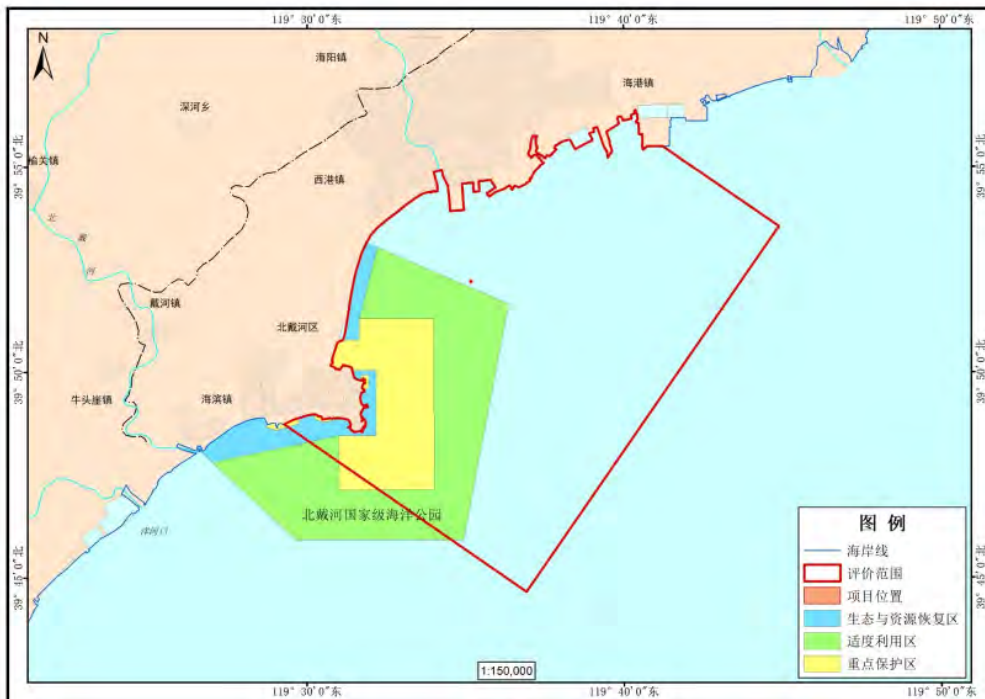 119° 30′ 0″东
119° 40′ 0″东
119° 50′ 0″东
N
海阳镇
海港镇
深河乡
39° 55′ 0″北
榆关镇
西港镇
39° 55′ 0″北
北
戴
河
戴河镇
北戴河区
39° 50′ 0″北
39° 50′ 0″北
牛头崖镇
海滨镇
北戴河国家级海洋公园
洋河口
39° 45′ 0″北
39° 45′ 0″北
图 例
海岸线
评价范围
项目位置
生态与资源恢复区
适度利用区
重点保护区
1:150,000
119° 30′ 0″东
119° 40′ 0″东
119° 50′ 0″东